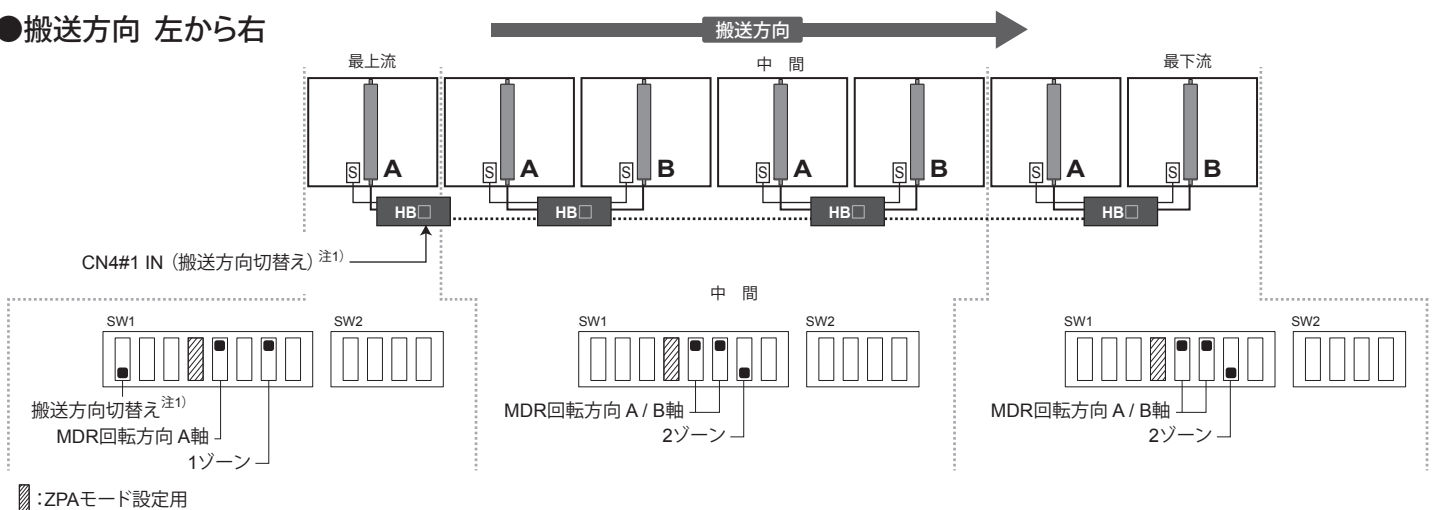 ●搬送方向 左から右
搬送方向
最上流
中 間
最下流
S A
S A
S B
S A
S B
S A
S B
HB□
HB□
HB□
HB□
CN4#1 IN（搬送方向切替え）注1)
中 間
SW1 SW2
SW1 SW2
SW1 SW2
搬送方向切替え注1)
MDR回転方向 A軸
1ゾーン
MDR回転方向 A / B軸
2ゾーン
MDR回転方向 A / B軸
2ゾーン
：ZPAモード設定用